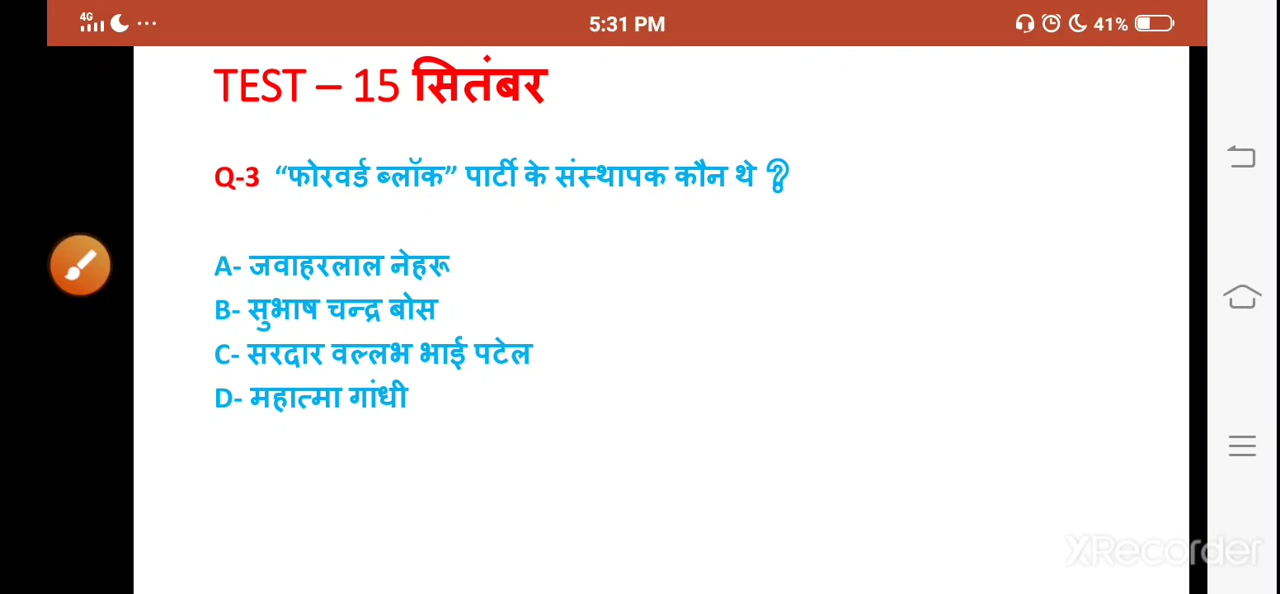 4G
5:31 PM
41%
TEST – 15 सितंबर
Q-3 “फोरवर्ड ब्लॉक” पार्टी के संस्थापक कौन थे ?
A- जवाहरलाल नेहरू
B- सुभाष चन्द्र बोस
C- सरदार वल्लभ भाई पटेल
D- महात्मा गांधी
XRecorder